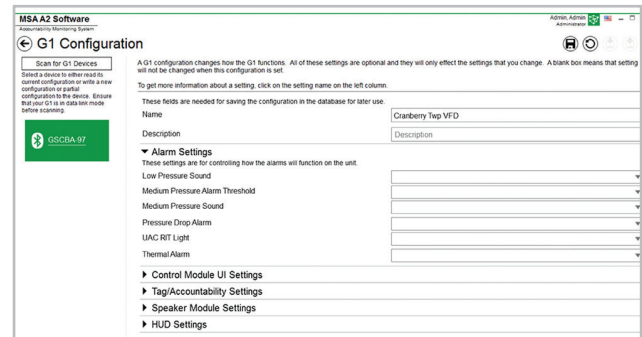 MSA A2 Software
Accountability Monitoring System
Admin, Admin
Administrator
G1 Configuration
Scan for G1 Devices
Select a device to either read its
current configuration or write a new
configuration or partial
configuration to the device. Ensure
that your G1 is in data link mode
before scanning.
GSCBA 97
A G1 configuration changes how the G1 functions. All of these settings are optional and they will only effect the settings that you change. A blank box means that setting
will not be changed when this configuration is set.
To get more information about a setting, click on the setting name on the left column.
These fields are needed for saving the configuration in the database for later use.
Name
Cranberry Twp VFD
Description
Description
Alarm Settings
These settings are for controlling how the alarms will function on the unit.
Low Pressure Sound
Medium Pressure Alarm Threshold
Medium Pressure Sound
Pressure Drop Alarm
UAC RIT Light
Thermal Alarm
Control Module UI Settings
Tag/Accountability Settings
Speaker Module Settings
HUD Settings